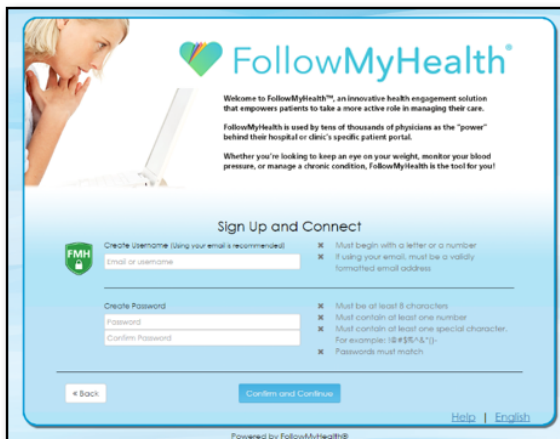 FollowMyHealth®
Welcome to FollowMyHealth™, an innovative health engagement solution
that empowers patients to take a more active role in managing their care.
FollowMyHealth is used by tens of thousands of physicians as the "power"
behind their hospital or clinic's specific patient portal.
Whether you're looking to keep an eye on your weight, monitor your blood
pressure, or manage a chronic condition, FollowMyHealth is the tool for you!
Sign Up and Connect
FMH
Create Username (Using your email is recommended)
Email or username
✖ Must begin with a letter or a number
✖ If using your email, must be a validly
formatted email address
Create Password
Password
Confirm Password
✖ Must be at least 8 characters
✖ Must contain at least one number
✖ Must contain at least one special character.
For example: !@#$%^&*()-
✖ Passwords must match
< Back
Confirm and Continue
Help | English
Powered by FollowMyHealth®